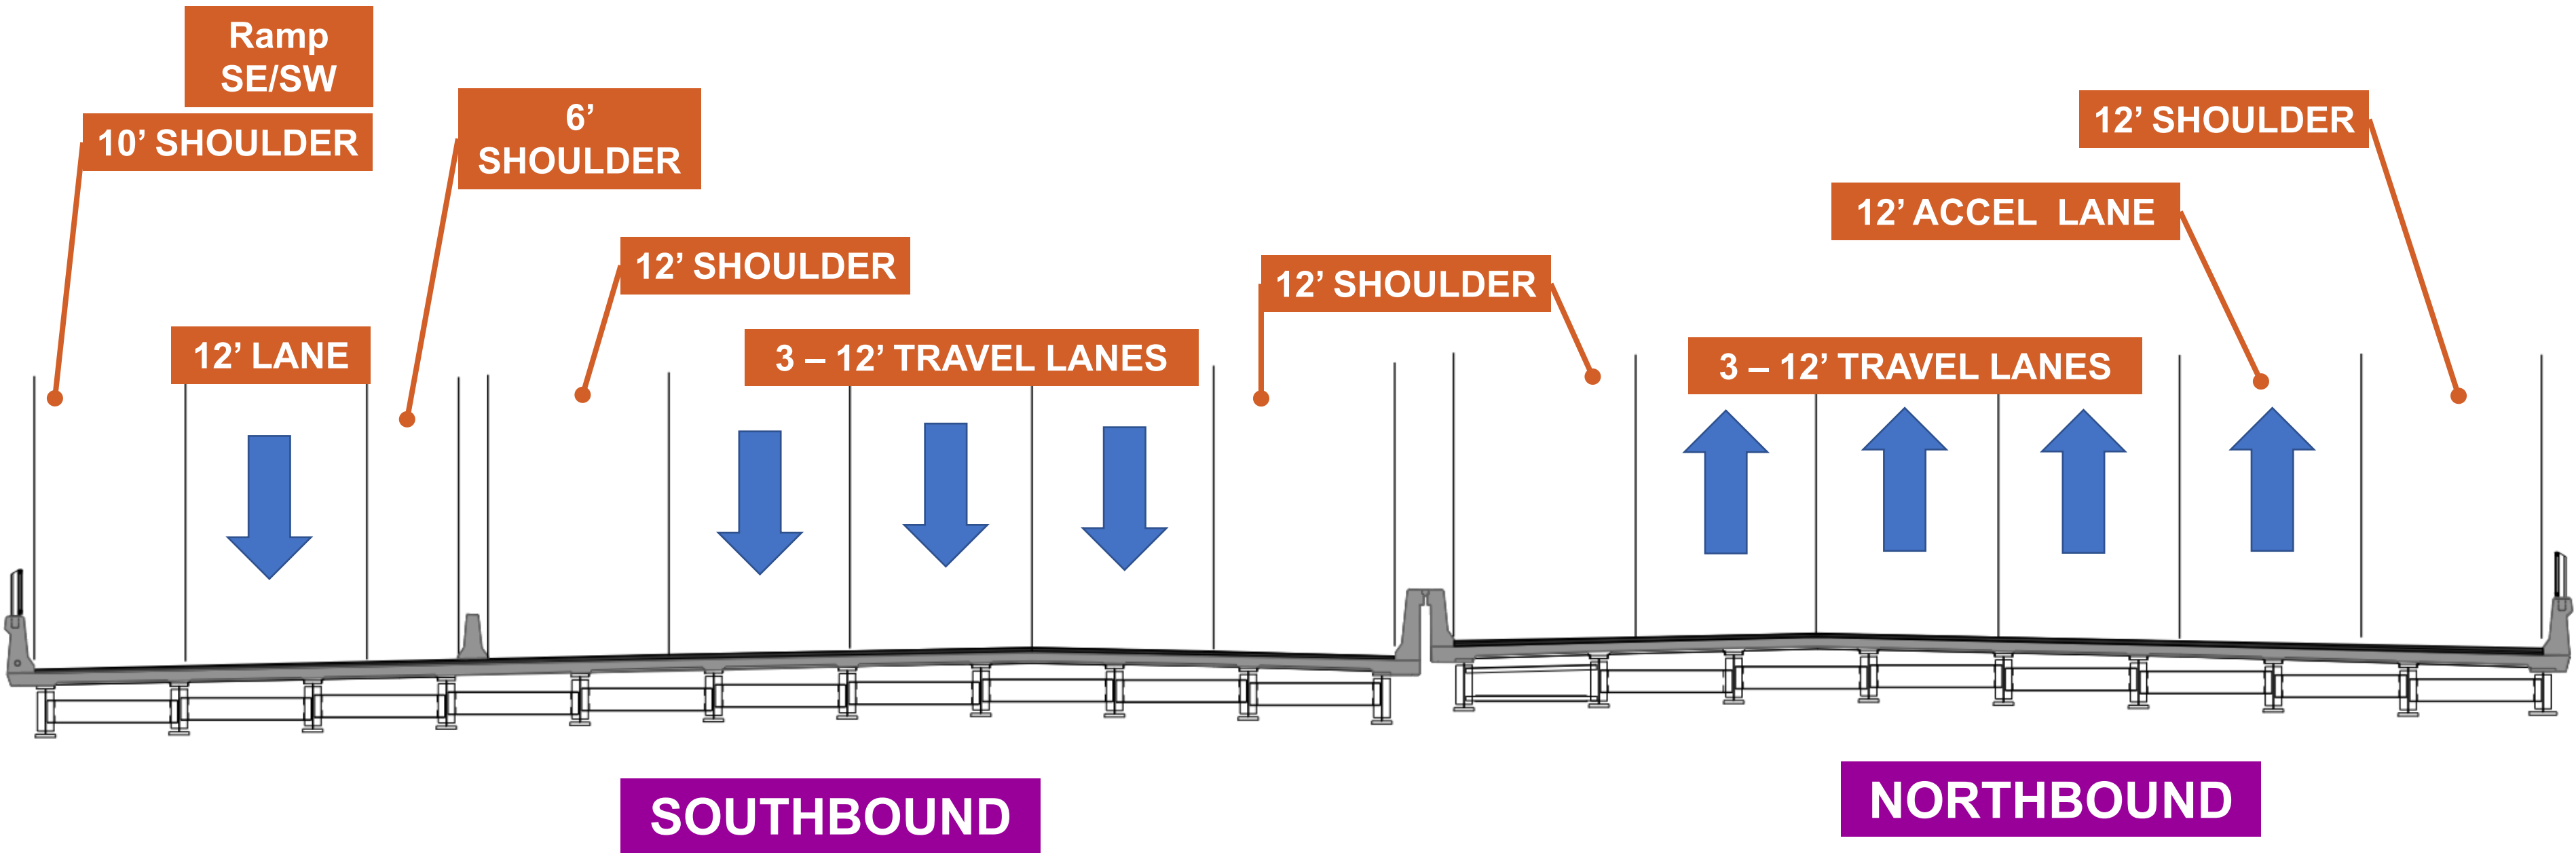 Ramp
SE/SW
10’ SHOULDER
6’
SHOULDER
12’ SHOULDER
12’ ACCEL LANE
12’ SHOULDER
12’ SHOULDER
12’ LANE
3 – 12’ TRAVEL LANES
3 – 12’ TRAVEL LANES
SOUTHBOUND
NORTHBOUND